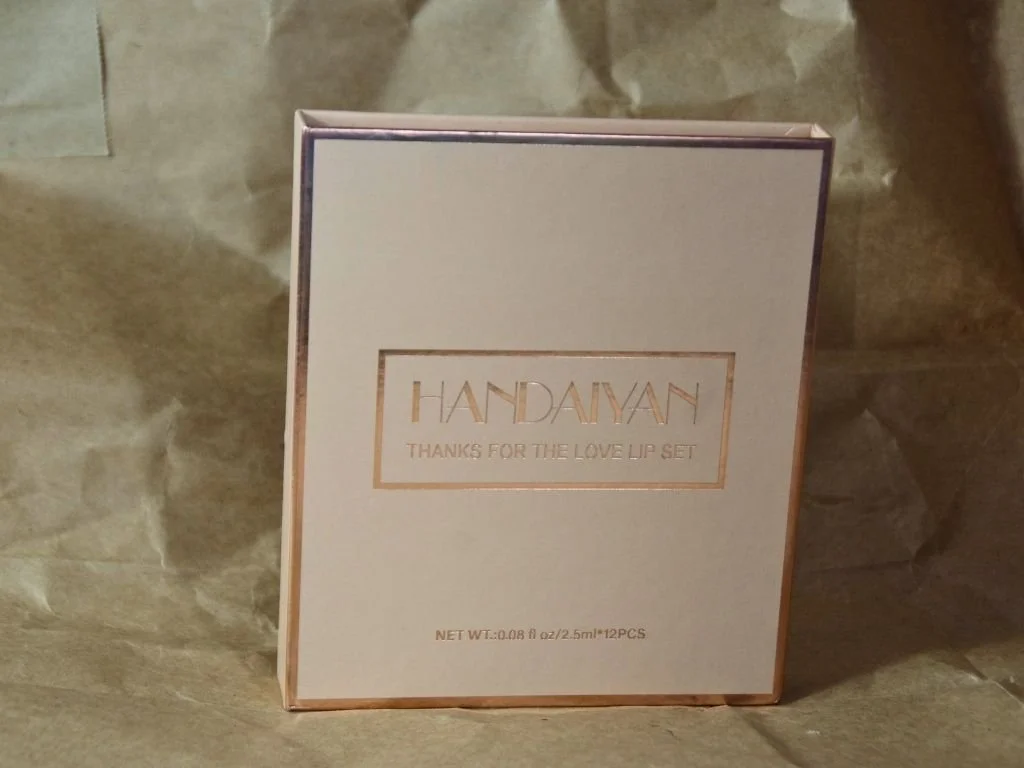 HANDAIYAN
THANKS FOR THE LOVE LIP SET
NET WT.:0.08 fl oz/2.5ml*12PCS